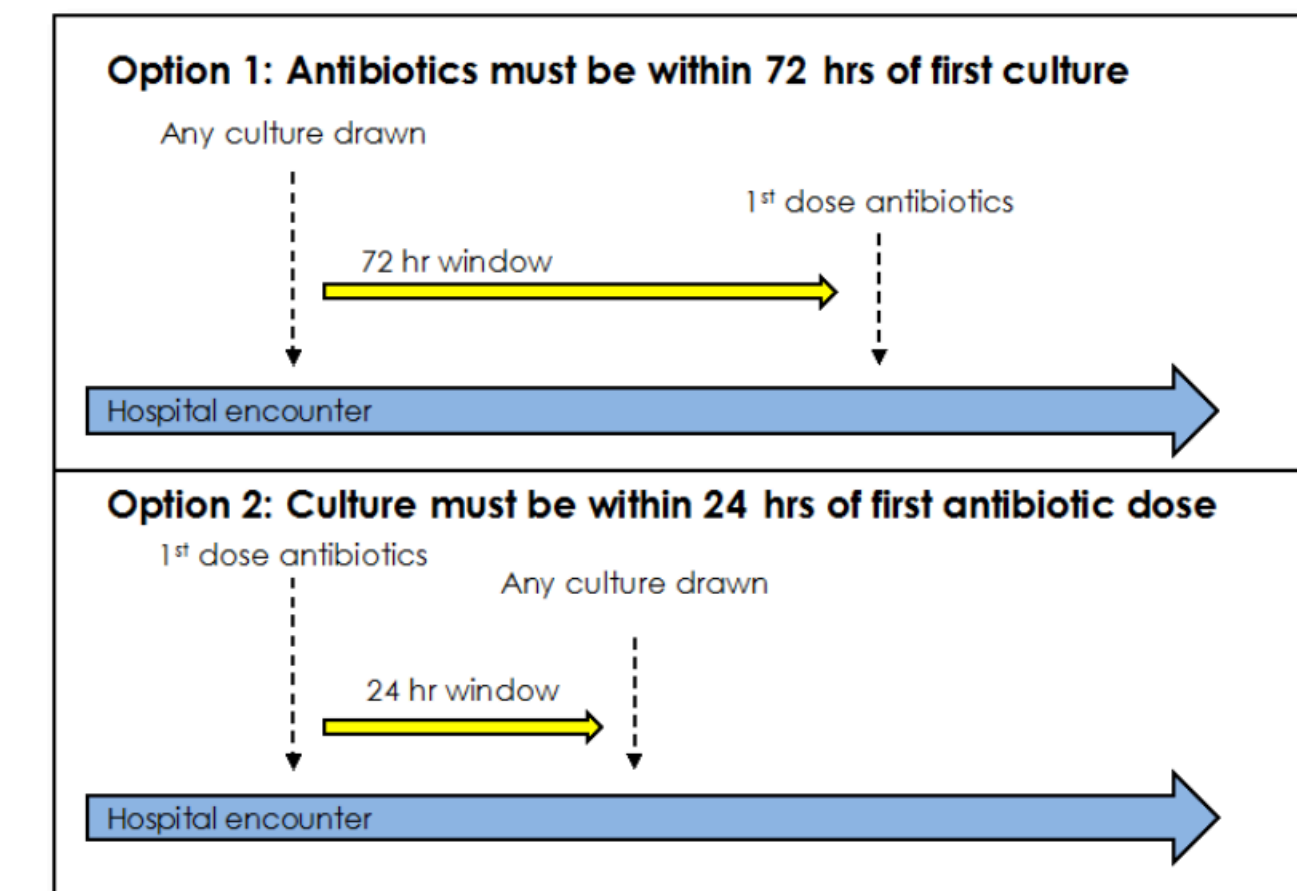 Option 1: Antibiotics must be within 72 hrs of first culture
Any culture drawn
1st dose antibiotics
72 hr window
Hospital encounter
Option 2: Culture must be within 24 hrs of first antibiotic dose
1st dose antibiotics
Any culture drawn
24 hr window
Hospital encounter